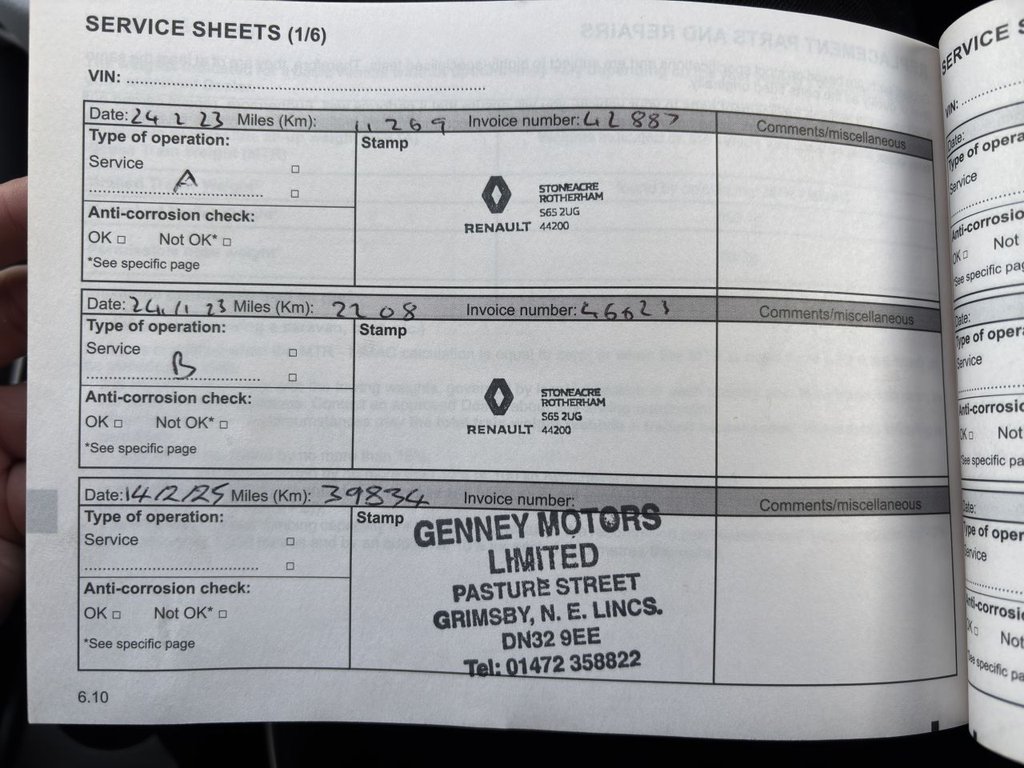 SERVICE SHEETS (1/6)
VIN:
Date: 24 2 23 Miles (Km): 11 269 Invoice number: 42887 Comments/miscellaneous
Type of operation: Stamp
Service
A
Anti-corrosion check:
OK □ Not OK* □
*See specific page
RENAULT
STONEACRE
ROTHERHAM
S65 2UG
44200
Date: 24/1 23 Miles (Km): 2208 Invoice number: 46623 Comments/miscellaneous
Type of operation: Stamp
Service
B
Anti-corrosion check:
OK □ Not OK* □
*See specific page
RENAULT
STONEACRE
ROTHERHAM
S65 2UG
44200
Date: 14/2/25 Miles (Km): 39834 Invoice number: Comments/miscellaneous
Type of operation: Stamp
Service
Anti-corrosion check:
OK □ Not OK* □
*See specific page
GENNEY MOTORS
LIMITED
PASTURE STREET
GRIMSBY, N. E. LINCS.
DN32 9EE
Tel: 01472 358822
6.10
SERVICE S
VIN:
Date:
Type of opera
Service
Anti-corrosio
OK □ Not
*See specific pag
Date:
Type of opera
Service
Anti-corrosio
OK □ Not
*See specific pa
Date:
Type of oper
Service
Anti-corrosi
OK □ Not
*See specific pa